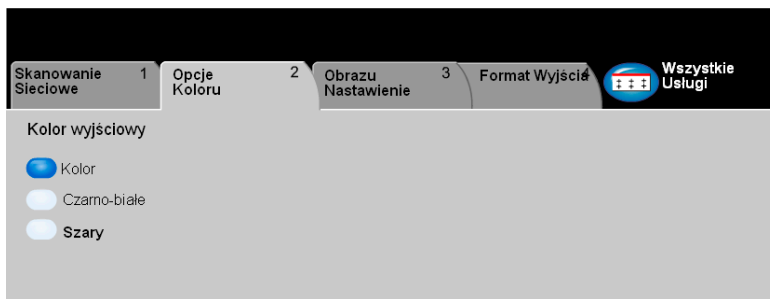 Skanowanie 1
Sieciowe
Opcje 2
Koloru
Obrazu 3
Nastawienie
Format Wyjścia 4
Wszystkie
Usługi
Kolor wyjściowy
Kolor
Czarno-białe
Szary